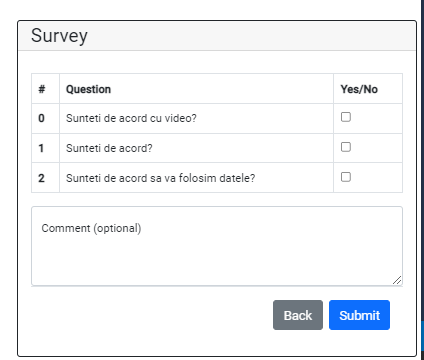 Survey
# Question Yes/No
0 Sunteti de acord cu video?
1 Sunteti de acord?
2 Sunteti de acord sa va folosim datele?
Comment (optional)
Back Submit